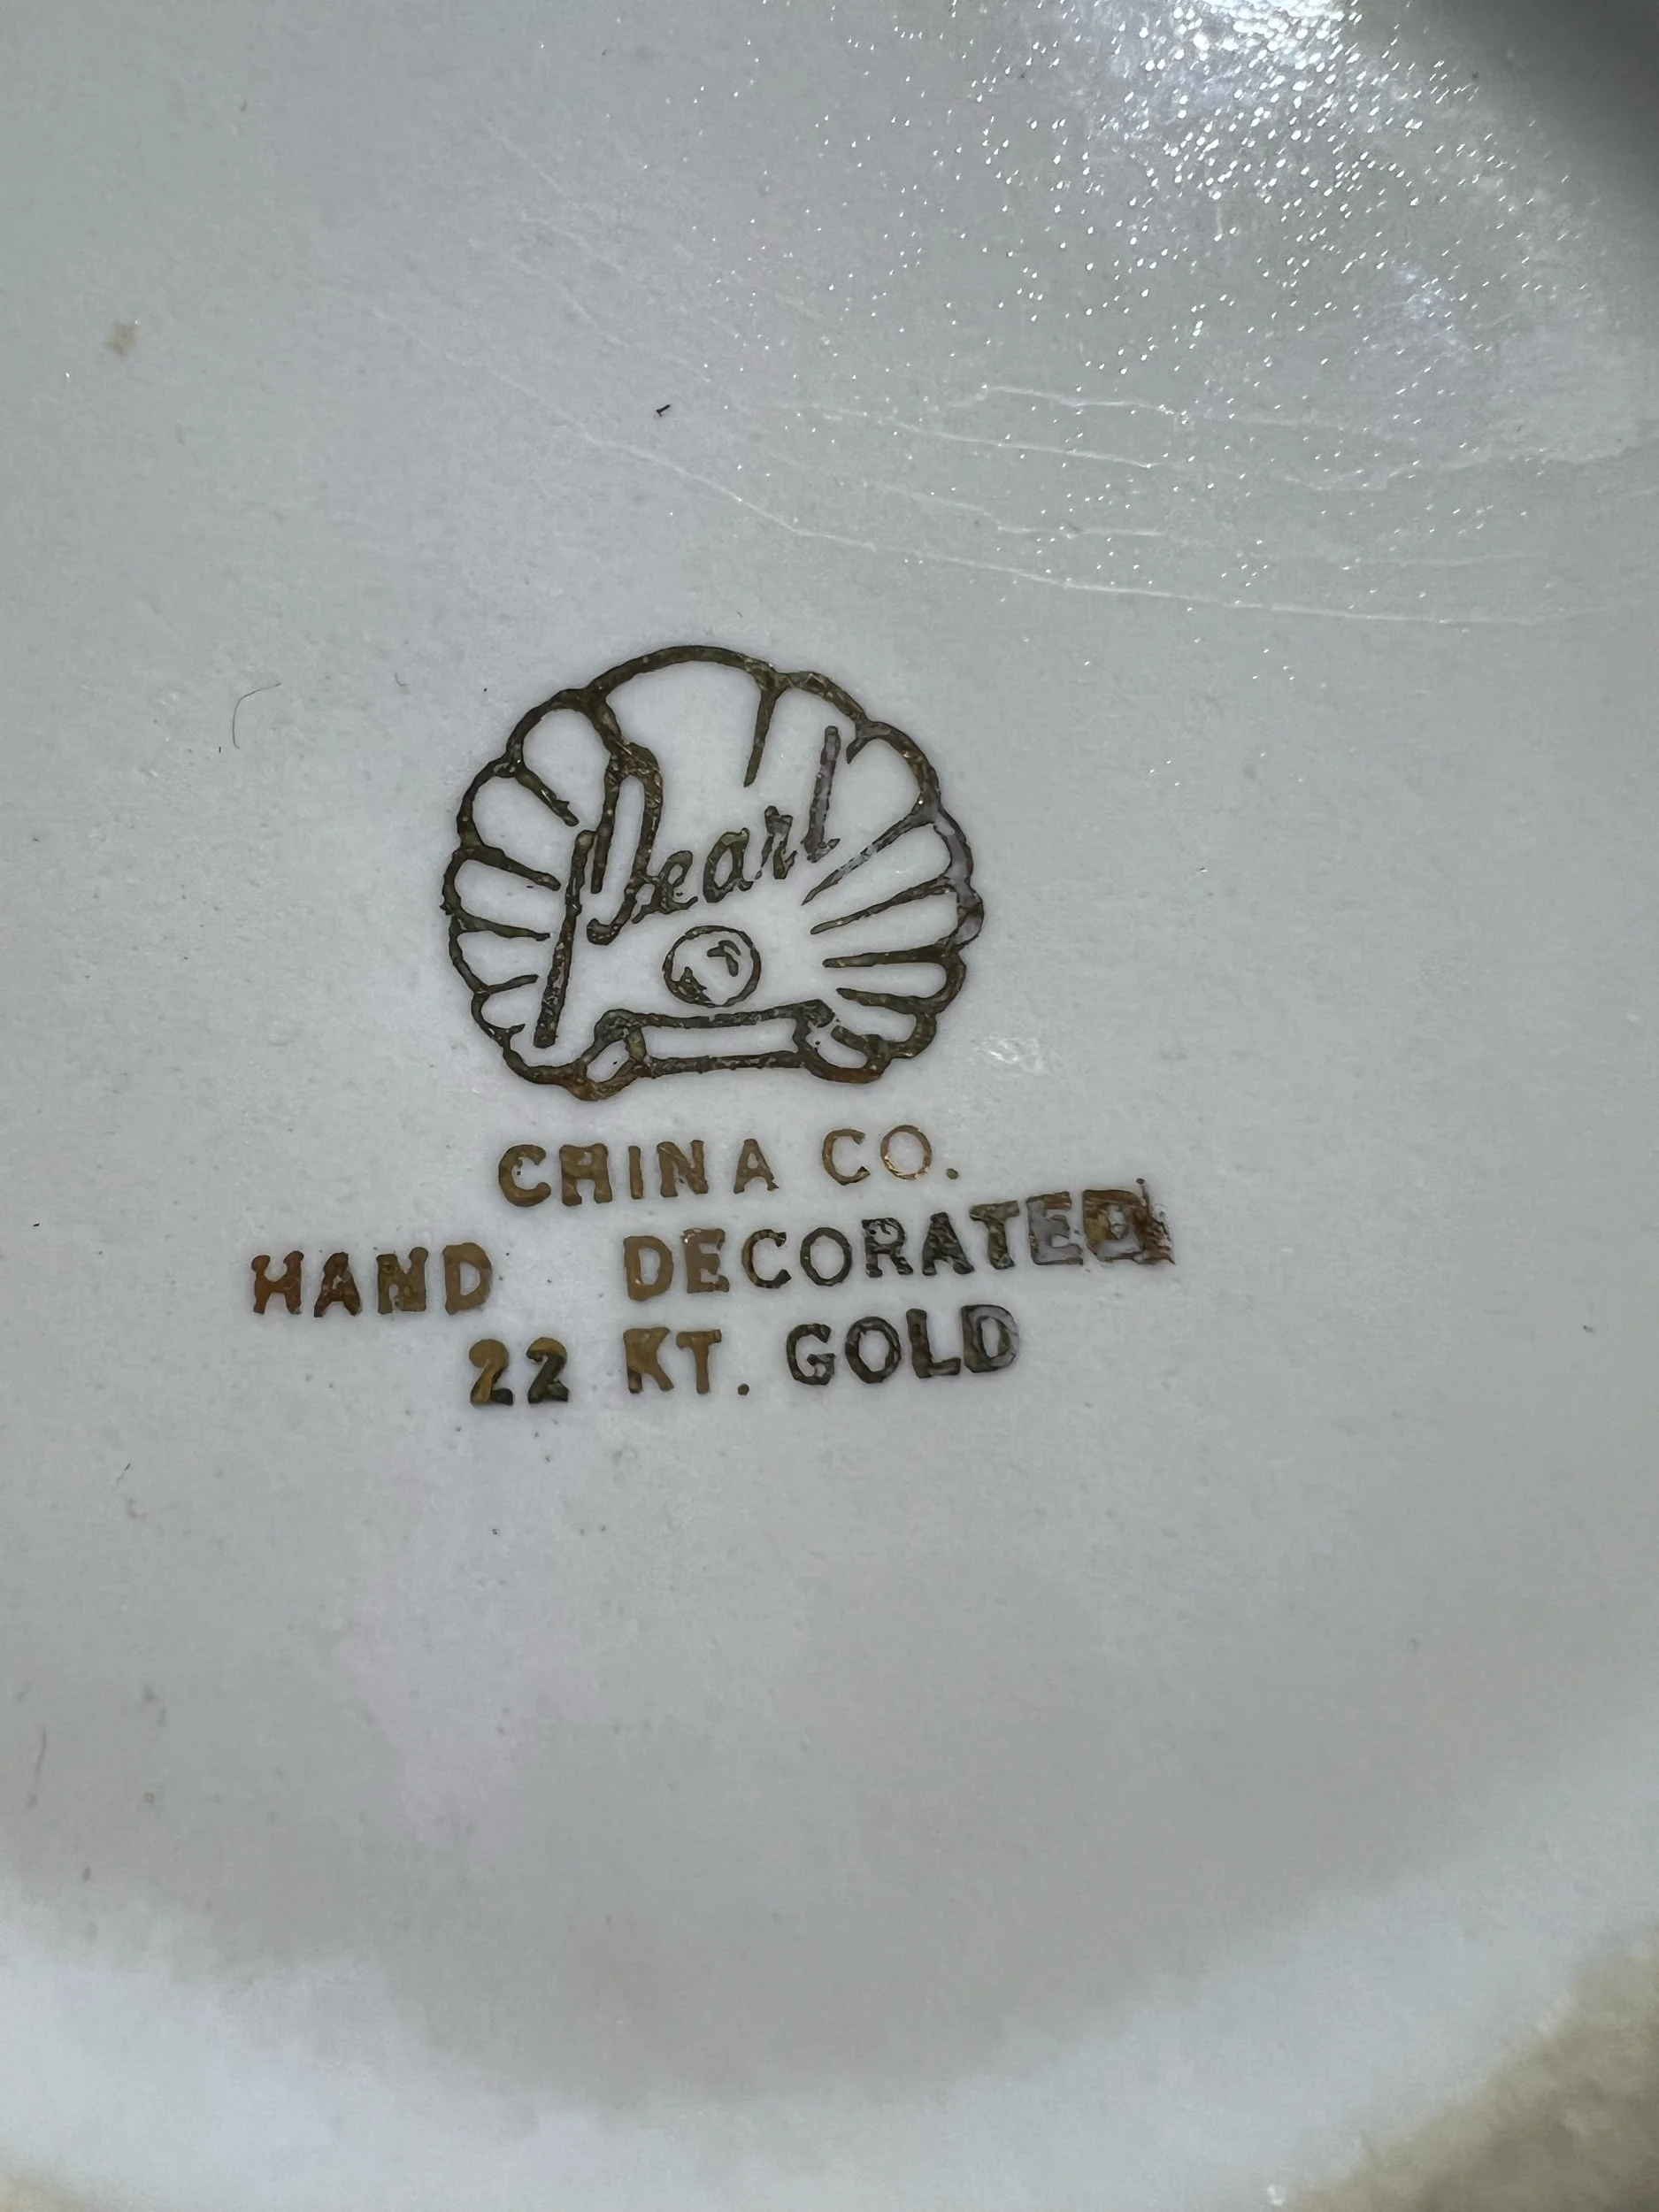 Pearl
CHINA CO.
HAND DECORATED
22 KT. GOLD